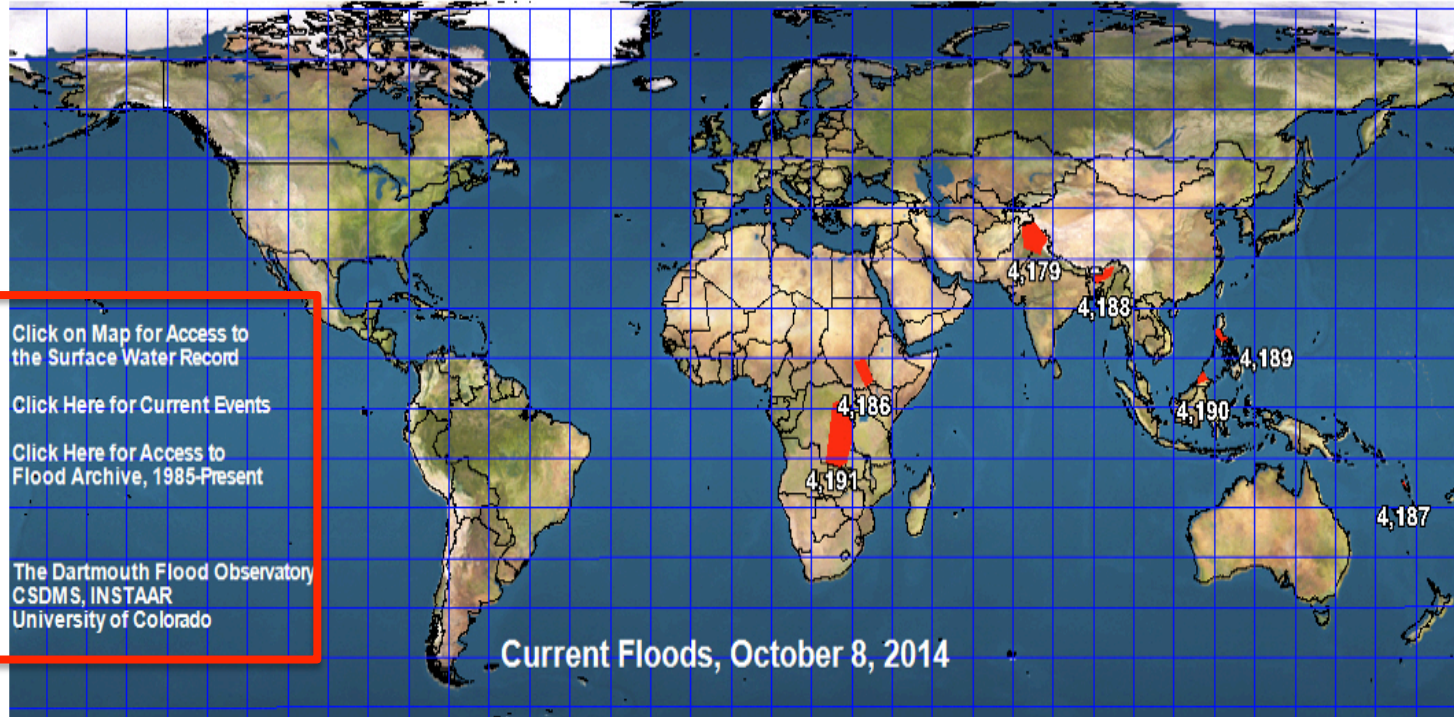 Click on Map for Access to
the Surface Water Record
Click Here for Current Events
Click Here for Access to
Flood Archive, 1985-Present
The Dartmouth Flood Observatory
CSDMS, INSTAAR
University of Colorado
4,179
4,188
4,189
4,186
4,190
4,191
4,187
Current Floods, October 8, 2014